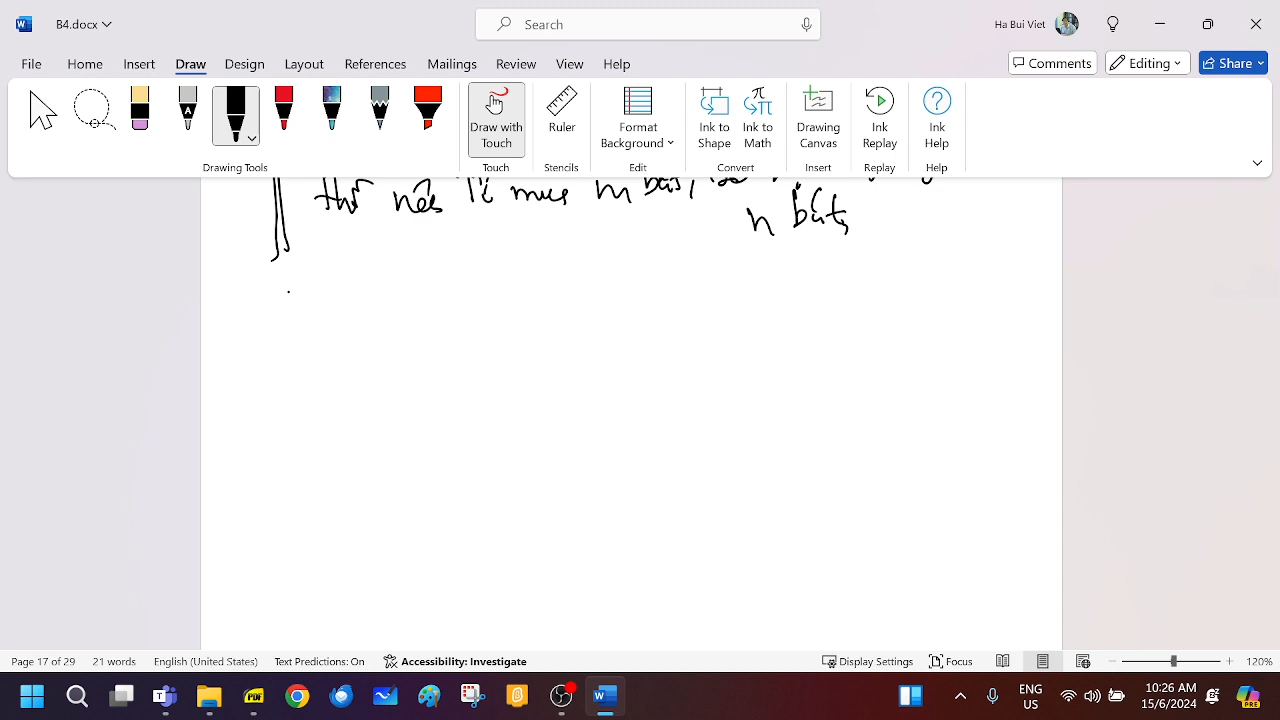 B4.docx
Search
Ha Bui Viet
File Home Insert Draw Design Layout References Mailings Review View Help
Comments Editing Share
A
Draw with Touch
Ruler
Format Background
Ink to Shape
Ink to Math
Drawing Canvas
Ink Replay
Ink Help
Drawing Tools Touch Stencils Edit Convert Insert Replay Help
n
Page 17 of 29 21 words English (United States) Text Predictions: On Accessibility: Investigate Display Settings Focus 120%
PDF ENG 10:26 AM
US 15/6/2024 PRE